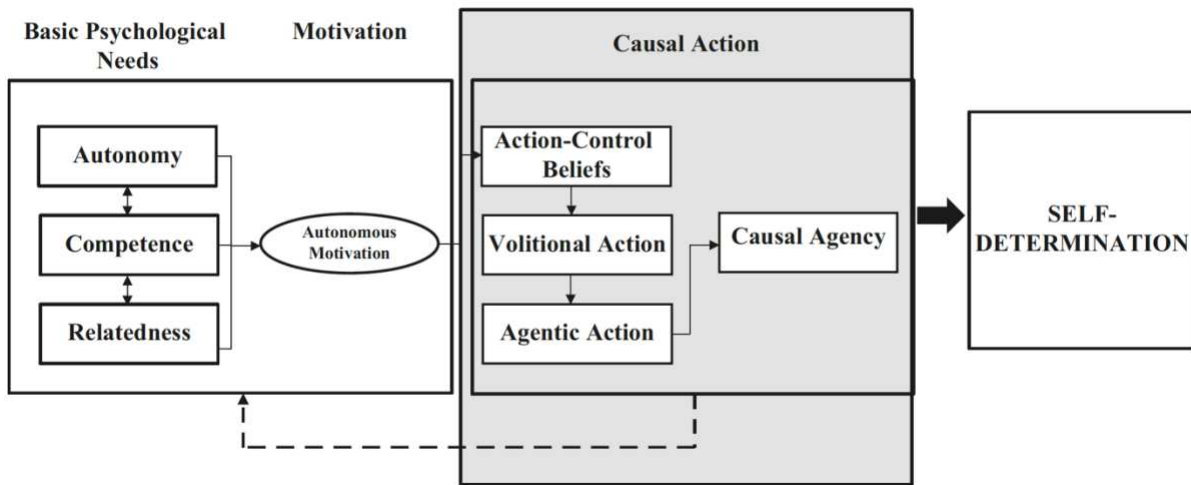 Basic Psychological
Needs
Motivation
Causal Action
Autonomy
Competence
Relatedness
Autonomous
Motivation
Action-Control
Beliefs
Volitional Action
Agentic Action
Causal Agency
SELF-
DETERMINATION